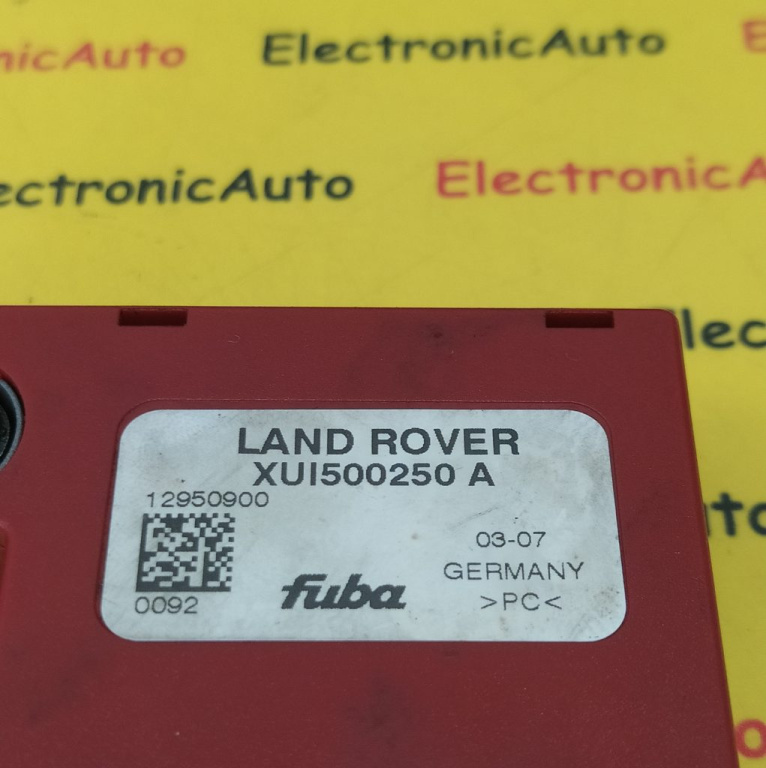 nicAuto ElectronicAuto E
ectronicAuto ElectronicA
Elec
LAND ROVER
XUI500250 A
12950900
03-07
GERMANY
0092 fuba >PC<